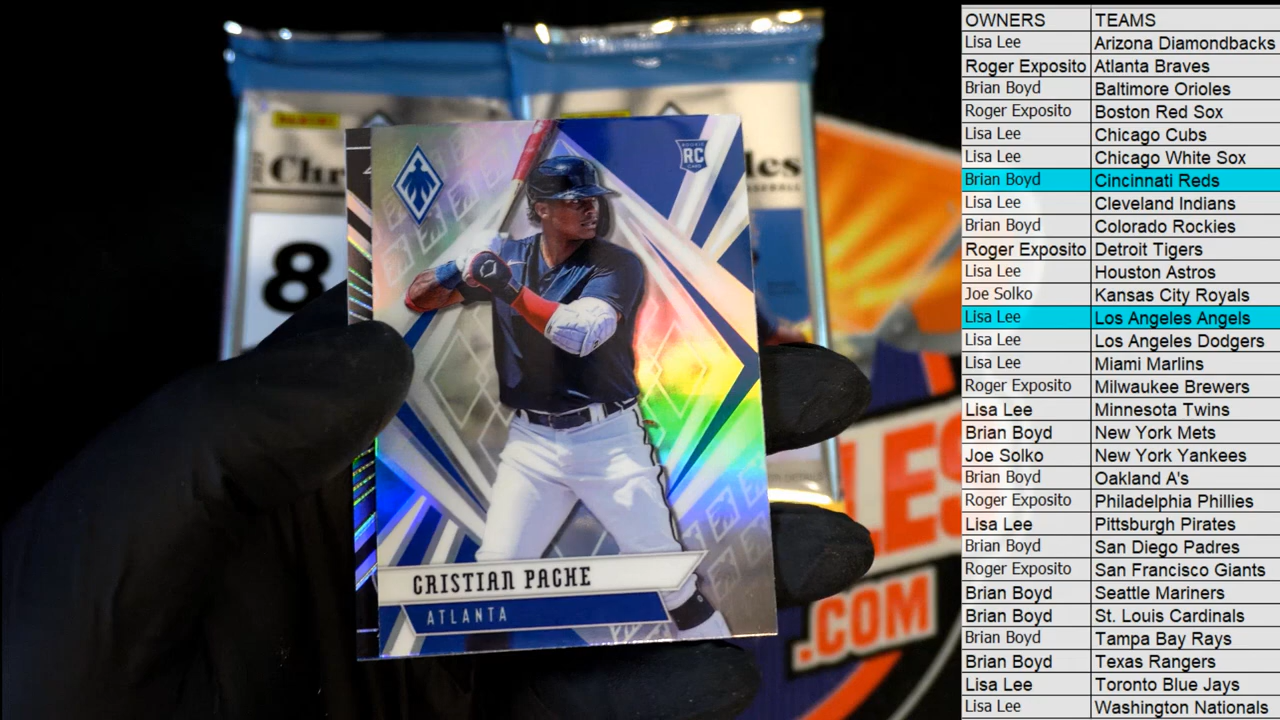 PANINI
Chr
les
BASEBALL
8
ROOKIE
RC
CRISTIAN PACHE
ATLANTA
LES
.COM
OWNERS TEAMS
Lisa Lee Arizona Diamondbacks
Roger Exposito Atlanta Braves
Brian Boyd Baltimore Orioles
Roger Exposito Boston Red Sox
Lisa Lee Chicago Cubs
Lisa Lee Chicago White Sox
Brian Boyd Cincinnati Reds
Lisa Lee Cleveland Indians
Brian Boyd Colorado Rockies
Roger Exposito Detroit Tigers
Lisa Lee Houston Astros
Joe Solko Kansas City Royals
Lisa Lee Los Angeles Angels
Lisa Lee Los Angeles Dodgers
Lisa Lee Miami Marlins
Roger Exposito Milwaukee Brewers
Lisa Lee Minnesota Twins
Brian Boyd New York Mets
Joe Solko New York Yankees
Brian Boyd Oakland A's
Roger Exposito Philadelphia Phillies
Lisa Lee Pittsburgh Pirates
Brian Boyd San Diego Padres
Roger Exposito San Francisco Giants
Brian Boyd Seattle Mariners
Brian Boyd St. Louis Cardinals
Brian Boyd Tampa Bay Rays
Brian Boyd Texas Rangers
Lisa Lee Toronto Blue Jays
Lisa Lee Washington Nationals